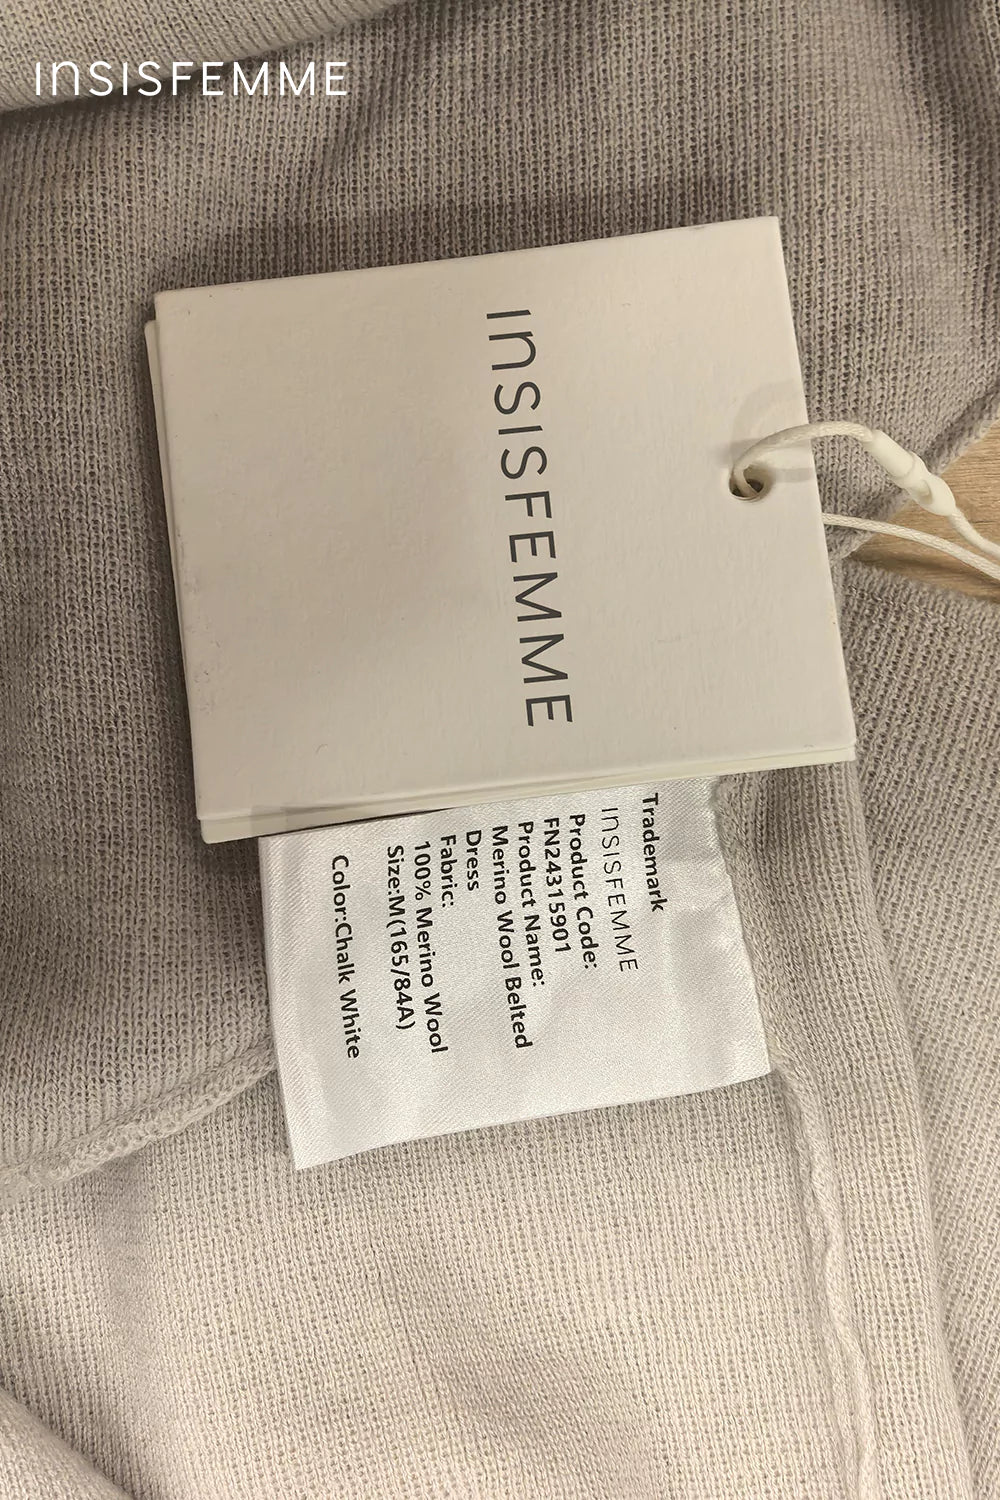 INSISFEMME
INSISFEMME
Trademark
INSISFEMME
Product Code:
FN24315901
Product Name:
Merino Wool Belted
Dress
Fabric:
100% Merino Wool
Size:M(165/84A)
Color:Chalk White